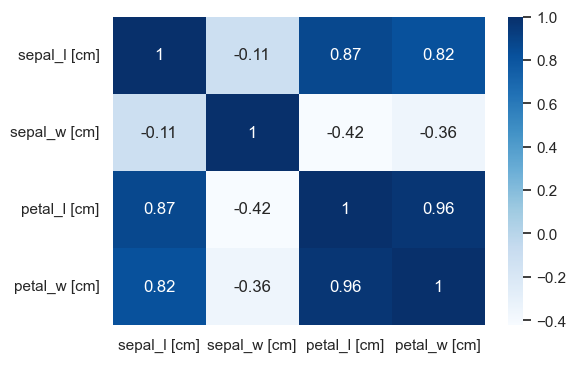 sepal_l [cm] 1 -0.11 0.87 0.82
sepal_w [cm] -0.11 1 -0.42 -0.36
petal_l [cm] 0.87 -0.42 1 0.96
petal_w [cm] 0.82 -0.36 0.96 1
sepal_l [cm] sepal_w [cm] petal_l [cm] petal_w [cm]
1.0
0.8
0.6
0.4
0.2
0.0
−0.2
−0.4